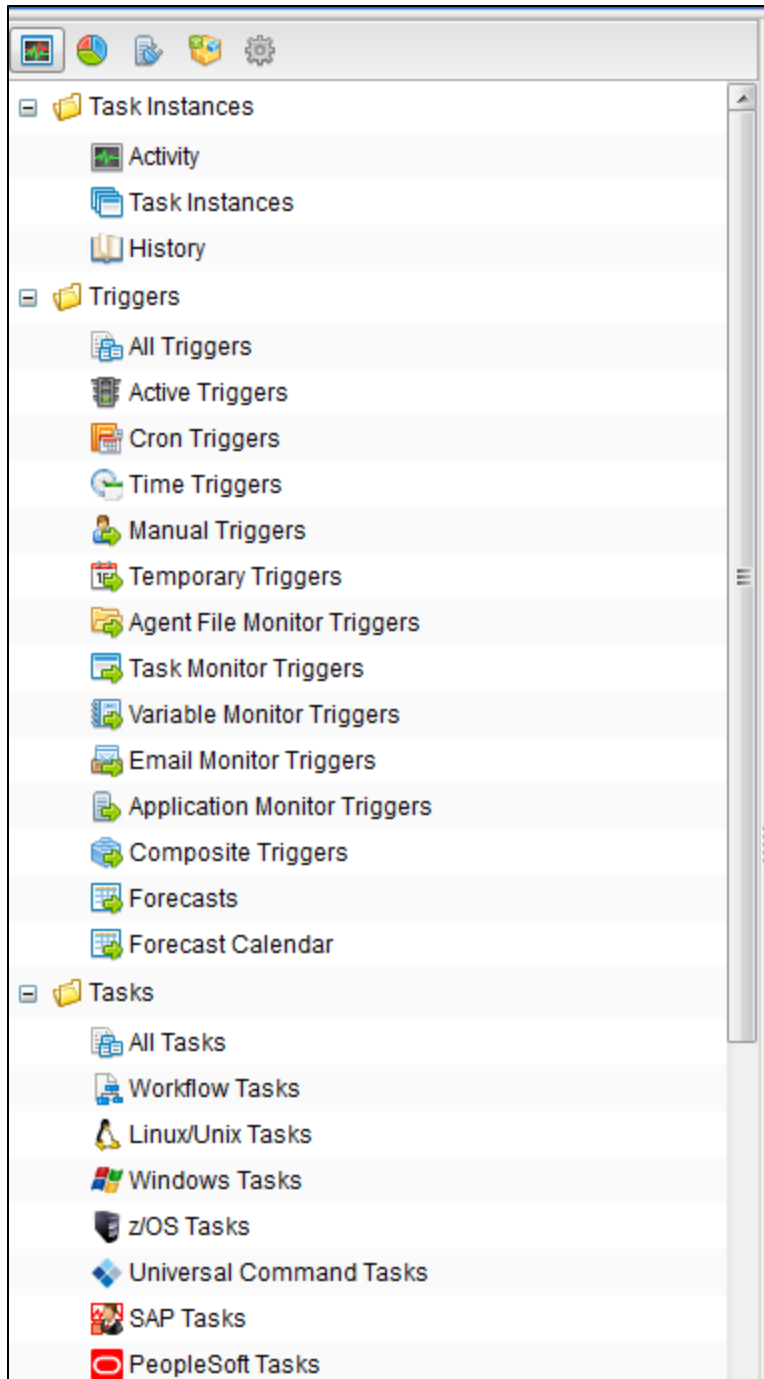 Task Instances
Activity
Task Instances
History
Triggers
All Triggers
Active Triggers
Cron Triggers
Time Triggers
Manual Triggers
Temporary Triggers
Agent File Monitor Triggers
Task Monitor Triggers
Variable Monitor Triggers
Email Monitor Triggers
Application Monitor Triggers
Composite Triggers
Forecasts
Forecast Calendar
Tasks
All Tasks
Workflow Tasks
Linux/Unix Tasks
Windows Tasks
z/OS Tasks
Universal Command Tasks
SAP Tasks
PeopleSoft Tasks